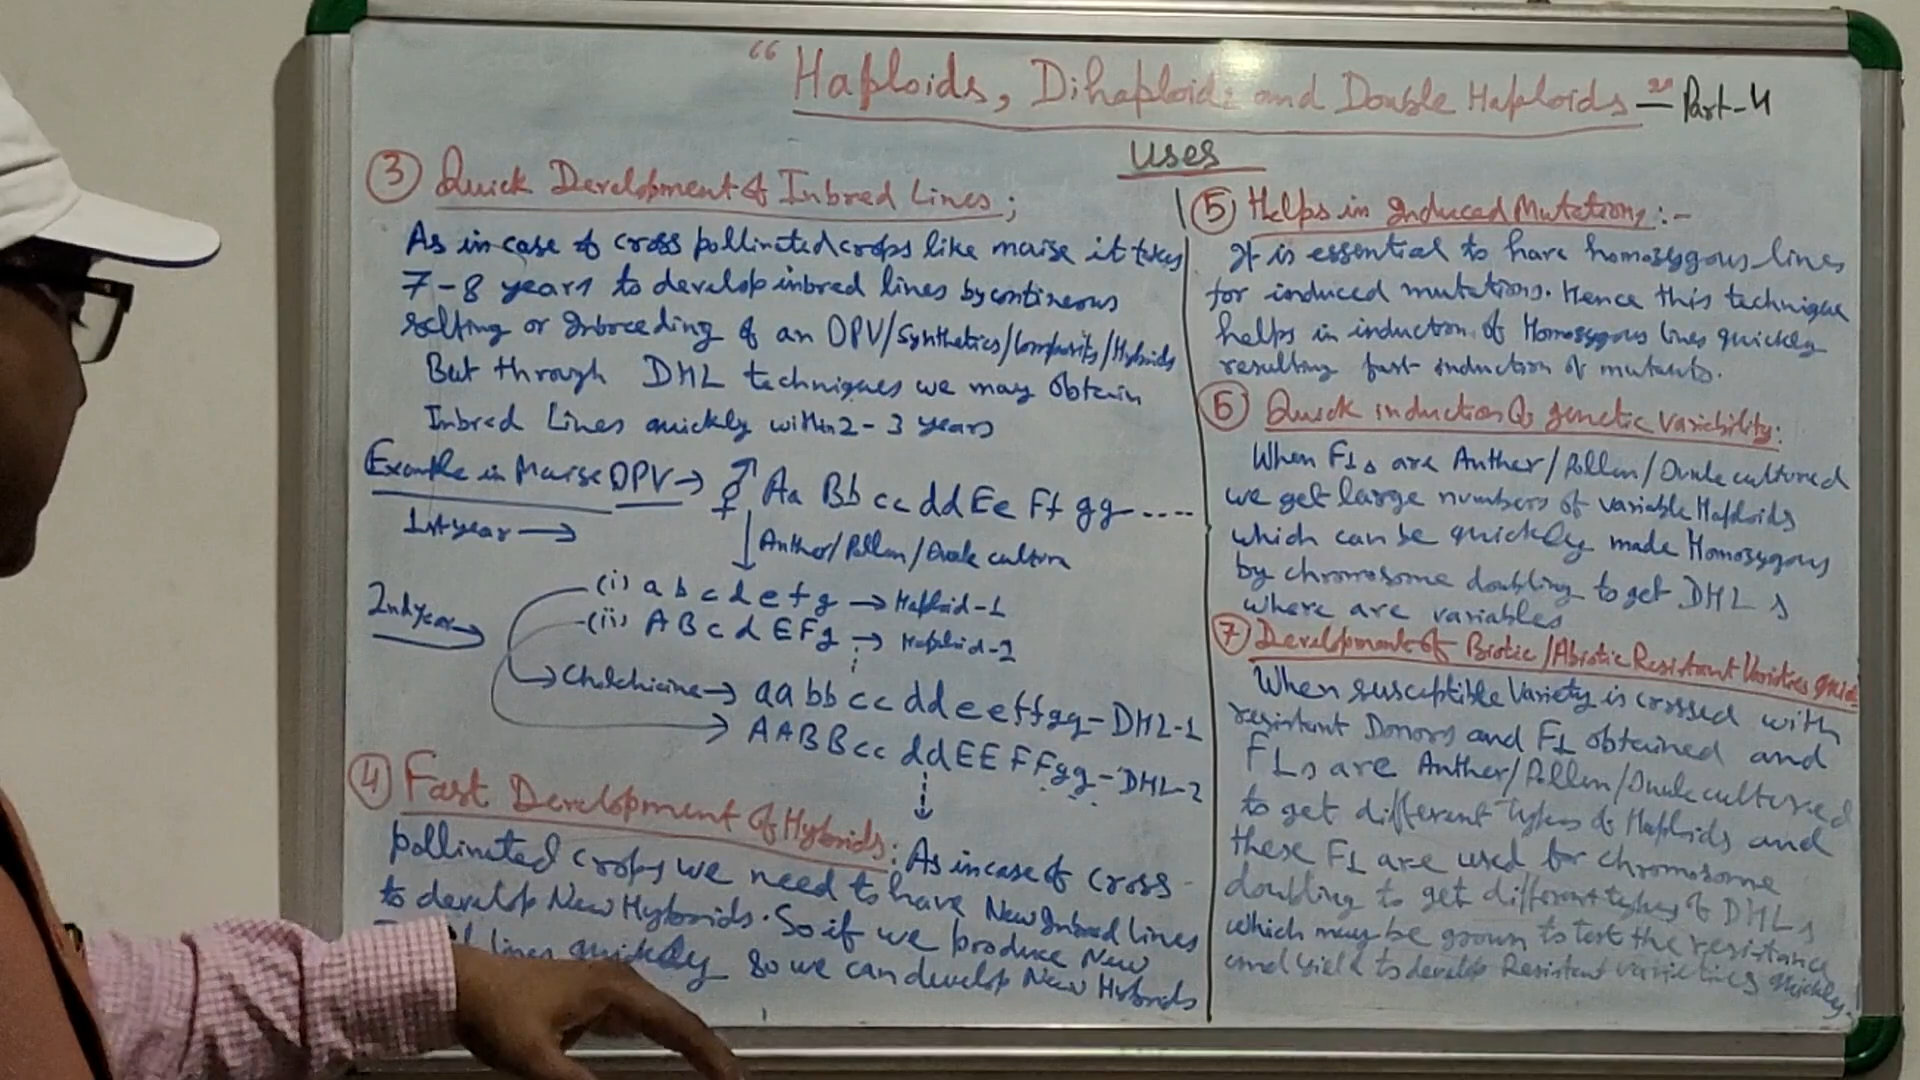 "Haploids, Dihaploids and Double Haploids" - Part-4
Uses
③ Quick Development of Inbred Lines;
As in case of cross pollinated crops like maize it takes
7-8 years to develop inbred lines by contineous
selfing or Inbreeding of an OPV/Synthetics/Composits/Hybrids
But through DHL techniques we may obtain
Inbred Lines quickly within 2-3 years
Example in Maize OPV → ⚥ Aa Bb cc dd Ee Ff gg ----
1st year →
Anther/Pollen/Ovule culture
2nd year →
(i) a b c d e f g → Haploid-1
(ii) A B c d E F g → Haploid-2
Cholchicine → aa bb cc dd ee ff gg - DHL-1
→ AA BB cc dd EE FF gg - DHL-2
④ Fast Development of Hybrids: As in case of cross-
pollinated crops we need to have New Inbred lines
to develop New Hybrids. So if we produce New
lines quickly so we can develop New Hybrids
⑤ Helps in Induced Mutations :-
It is essential to have homozygous lines
for induced mutations. Hence this technique
helps in induction of Homozygous lines quickly
resulting fast induction of mutants.
⑥ Quick induction of genetic variability:
When F1s are Anther/Pollen/Ovule cultured
we get large numbers of variable Haploids
which can be quickly made Homozygous
by chromosome doubling to get DHLs
where are variables
⑦ Development of Biotic/Abiotic Resistant Varieties
When susceptible Variety is crossed with
resistant Donors and F1 obtained and
F1s are Anther/Pollen/Ovule cultured
to get different types of Haploids and
these F1 are used for chromosome
doubling to get different types of DHLs
which may be grown to test the resistance
and yield to develop Resistant varieties quickly.